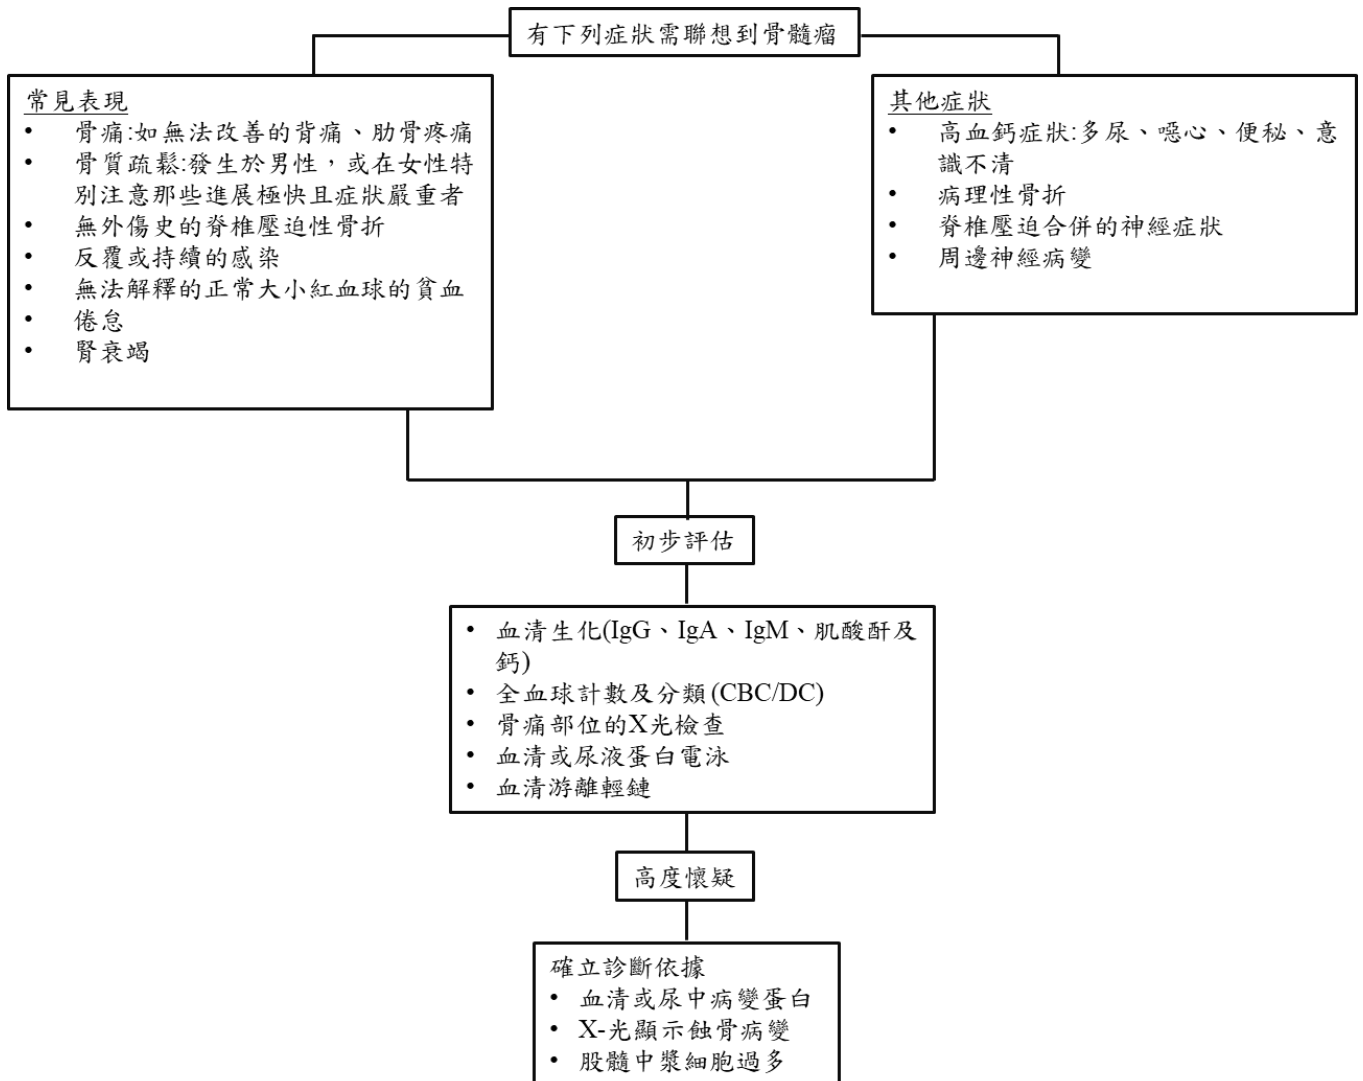 有下列症狀需聯想到骨髓瘤
常見表現
• 骨痛:如無法改善的背痛、肋骨疼痛
• 骨質疏鬆:發生於男性，或在女性特
別注意那些進展極快且症狀嚴重者
• 無外傷史的脊椎壓迫性骨折
• 反覆或持續的感染
• 無法解釋的正常大小紅血球的貧血
• 倦怠
• 腎衰竭
其他症狀
• 高血鈣症狀:多尿、噁心、便秘、意
識不清
• 病理性骨折
• 脊椎壓迫合併的神經症狀
• 周邊神經病變
初步評估
• 血清生化(IgG、IgA、IgM、肌酸酐及
鈣)
• 全血球計數及分類 (CBC/DC)
• 骨痛部位的X光檢查
• 血清或尿液蛋白電泳
• 血清游離輕鏈
高度懷疑
確立診斷依據
• 血清或尿中病變蛋白
• X-光顯示蝕骨病變
• 股髓中漿細胞過多